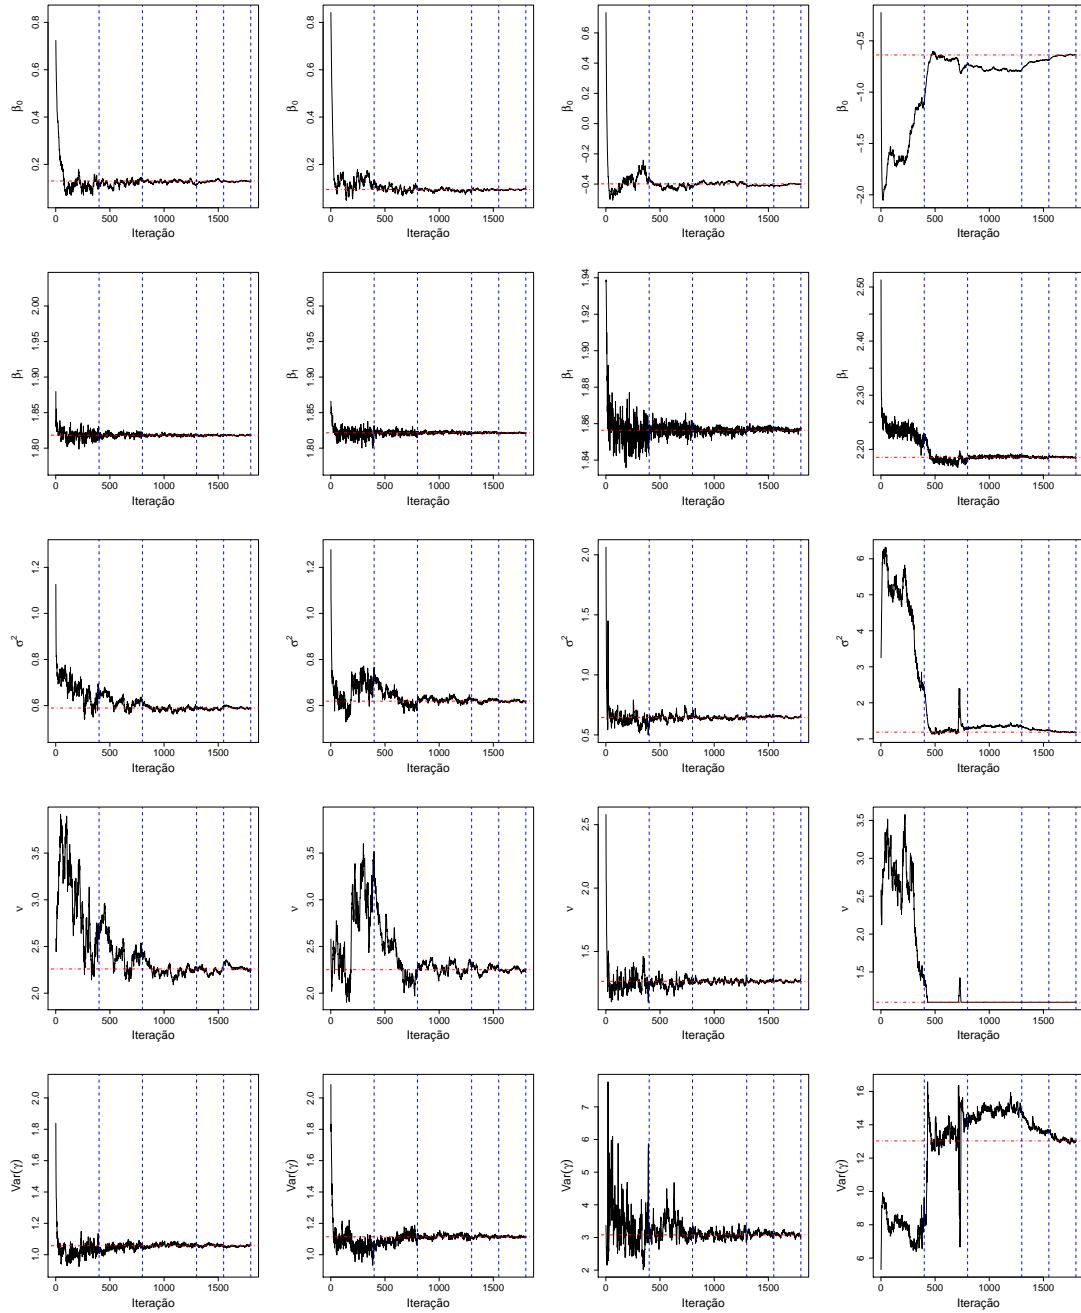 0.8
0.6
0.4
0.2
β₀
0 500 1000 1500
Iteração
0.8
0.6
0.4
0.2
β₀
0 500 1000 1500
Iteração
0.6
0.4
0.2
0.0
−0.2
−0.4
β₀
0 500 1000 1500
Iteração
−0.5
−1.0
−1.5
−2.0
β₀
0 500 1000 1500
Iteração
2.00
1.95
1.90
1.85
1.80
β₁
0 500 1000 1500
Iteração
2.00
1.95
1.90
1.85
1.80
β₁
0 500 1000 1500
Iteração
1.94
1.92
1.90
1.88
1.86
1.84
β₁
0 500 1000 1500
Iteração
2.50
2.40
2.30
2.20
β₁
0 500 1000 1500
Iteração
1.2
1.0
0.8
0.6
σ²
0 500 1000 1500
Iteração
1.2
1.0
0.8
0.6
σ²
0 500 1000 1500
Iteração
2.0
1.5
1.0
0.5
σ²
0 500 1000 1500
Iteração
6
5
4
3
2
1
σ²
0 500 1000 1500
Iteração
3.5
3.0
2.5
2.0
ν
0 500 1000 1500
Iteração
3.5
3.0
2.5
2.0
ν
0 500 1000 1500
Iteração
2.5
2.0
1.5
ν
0 500 1000 1500
Iteração
3.5
3.0
2.5
2.0
1.5
ν
0 500 1000 1500
Iteração
2.0
1.8
1.6
1.4
1.2
1.0
Var(γ)
0 500 1000 1500
Iteração
2.0
1.8
1.6
1.4
1.2
1.0
Var(γ)
0 500 1000 1500
Iteração
7
6
5
4
3
2
Var(γ)
0 500 1000 1500
Iteração
16
14
12
10
8
6
Var(γ)
0 500 1000 1500
Iteração